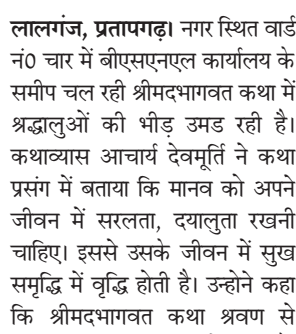 लालगंज, प्रतापगढ़। नगर स्थित वार्ड
नं0 चार में बीएसएनएल कार्यालय के
समीप चल रही श्रीमदभागवत कथा में
श्रद्धालुओं की भीड़ उमड रही है।
कथाव्यास आचार्य देवमूर्ति ने कथा
प्रसंग में बताया कि मानव को अपने
जीवन में सरलता, दयालुता रखनी
चाहिए। इससे उसके जीवन में सुख
समृद्धि में वृद्धि होती है। उन्होने कहा
कि श्रीमदभागवत कथा श्रवण से